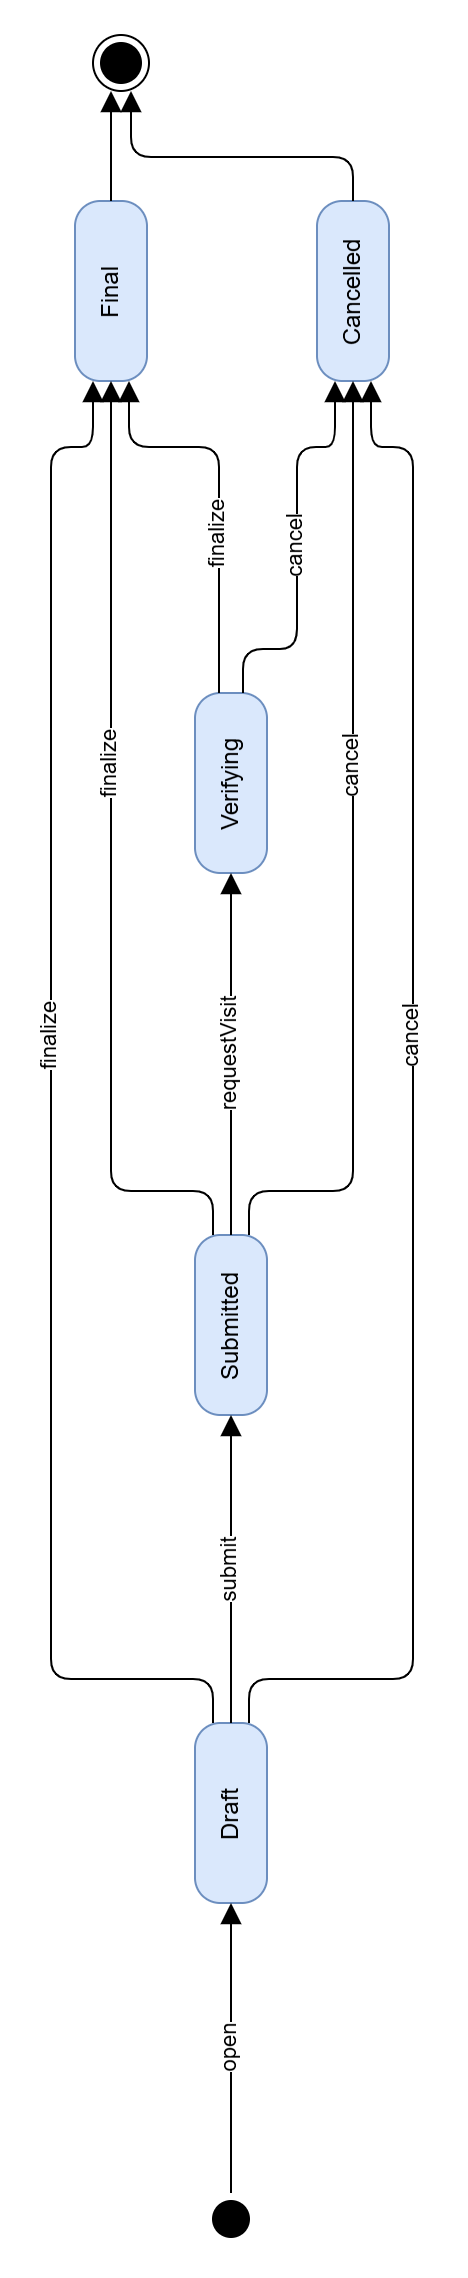 open
Draft
finalize
submit
cancel
Submitted
finalize
requestVisit
cancel
Verifying
finalize
cancel
Final
Cancelled